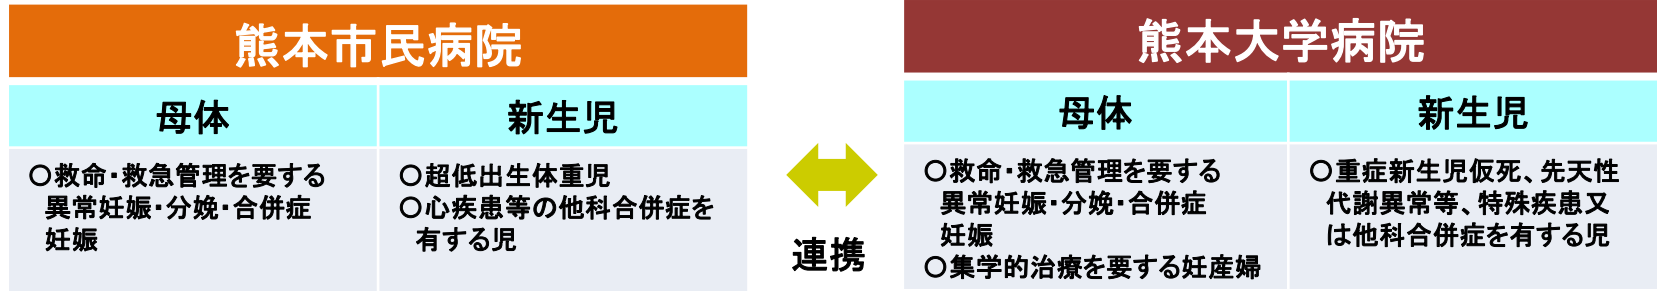 熊本市民病院
母体
新生児
〇救命・救急管理を要する
異常妊娠・分娩・合併症
妊娠
〇超低出生体重児
〇心疾患等の他科合併症を
有する児
連携
熊本大学病院
母体
新生児
〇救命・救急管理を要する
異常妊娠・分娩・合併症
妊娠
〇集学的治療を要する妊産婦
〇重症新生児仮死、先天性
代謝異常等、特殊疾患又
は他科合併症を有する児